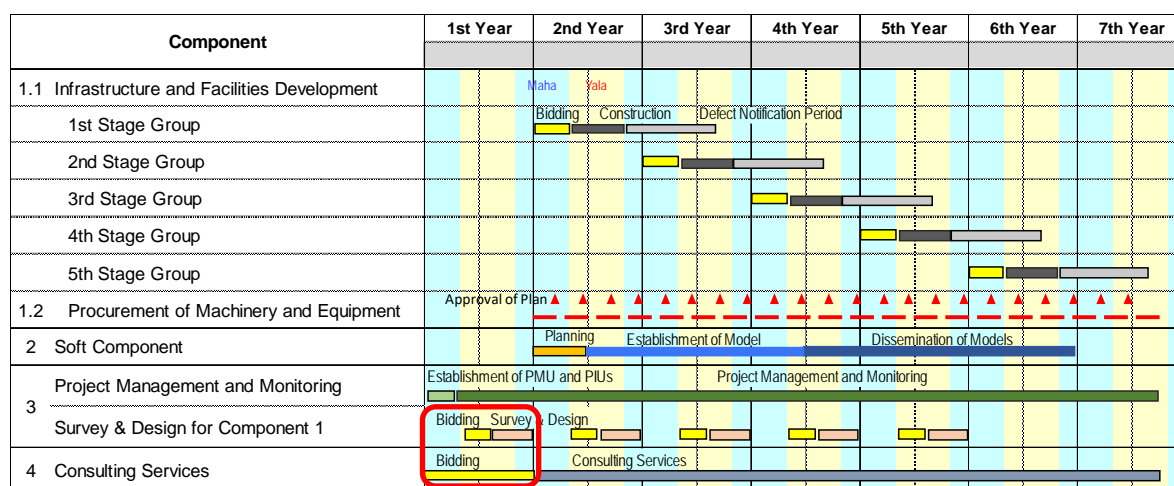 Component
1st Year 2nd Year 3rd Year 4th Year 5th Year 6th Year 7th Year
1.1 Infrastructure and Facilities Development
Maha Yala
1st Stage Group
Bidding Construction Defect Notification Period
2nd Stage Group
3rd Stage Group
4th Stage Group
5th Stage Group
1.2 Procurement of Machinery and Equipment
Approval of Plan
2 Soft Component
Planning Establishment of Model Dissemination of Models
3
Project Management and Monitoring
Establishment of PMU and PIUs Project Management and Monitoring
Survey & Design for Component 1
Bidding Survey & Design
4 Consulting Services
Bidding Consulting Services